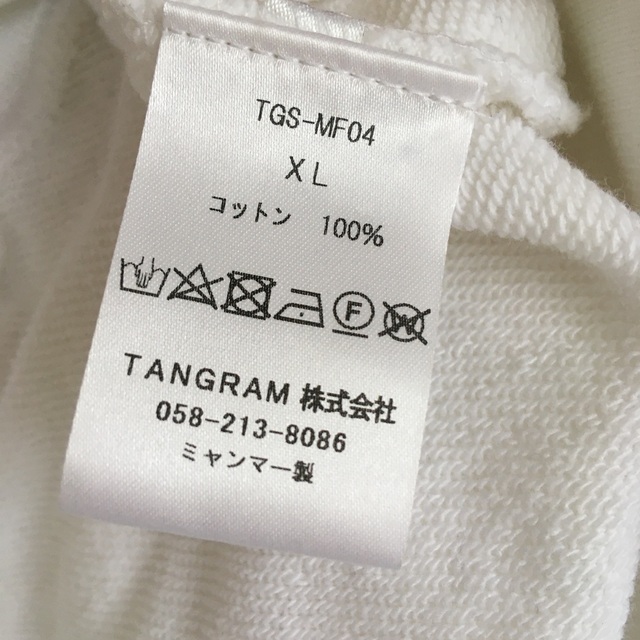 TGS-MF04
XL
コットン 100%
F W
TANGRAM 株式会社
058-213-8086
ミャンマー製